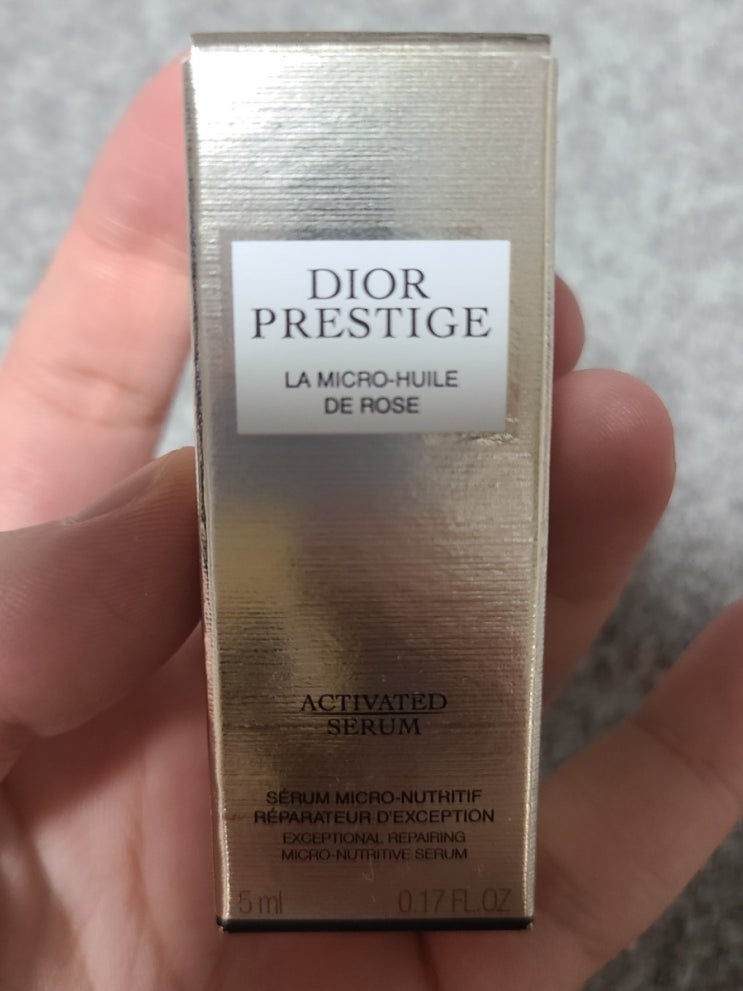 DIOR
PRESTIGE
LA MICRO-HUILE
DE ROSE
ACTIVATED
SERUM
SÉRUM MICRO-NUTRITIF
RÉPARATEUR D'EXCEPTION
EXCEPTIONAL REPAIRING
MICRO-NUTRITIVE SERUM
5 ml 0.17 FL.OZ